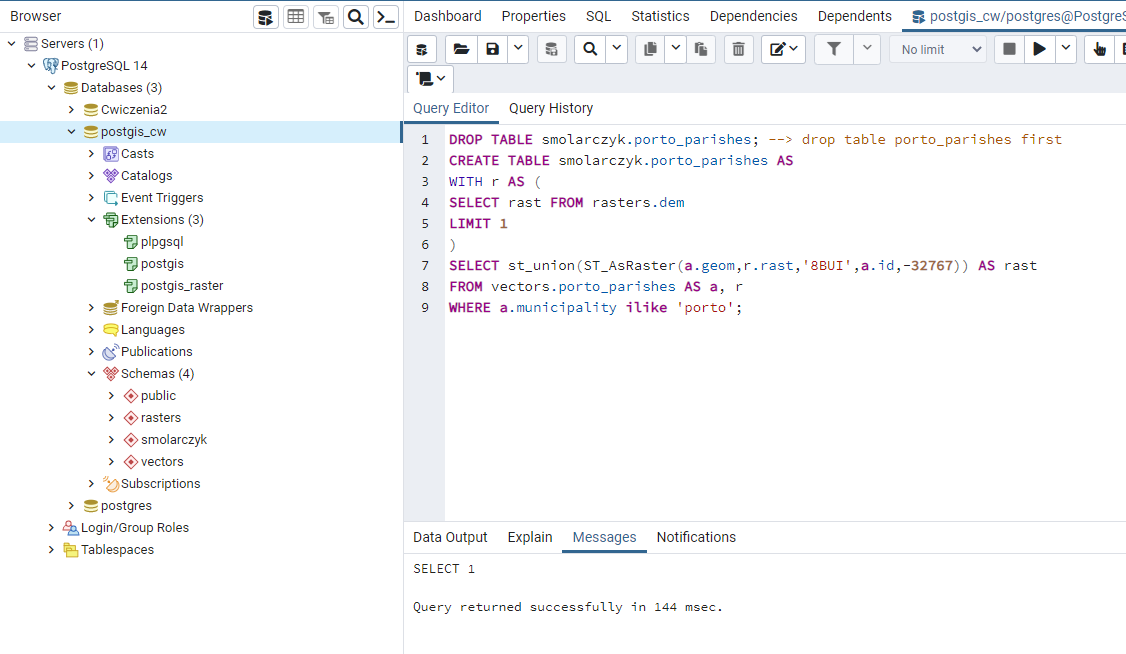 Browser
Servers (1)
PostgreSQL 14
Databases (3)
Cwiczenia2
postgis_cw
Casts
Catalogs
Event Triggers
Extensions (3)
plpgsql
postgis
postgis_raster
Foreign Data Wrappers
Languages
Publications
Schemas (4)
public
rasters
smolarczyk
vectors
Subscriptions
postgres
Login/Group Roles
Tablespaces
Dashboard Properties SQL Statistics Dependencies Dependents postgis_cw/postgres@PostgreS
No limit
Query Editor Query History
1 DROP TABLE smolarczyk.porto_parishes; --> drop table porto_parishes first
2 CREATE TABLE smolarczyk.porto_parishes AS
3 WITH r AS (
4 SELECT rast FROM rasters.dem
5 LIMIT 1
6 )
7 SELECT st_union(ST_AsRaster(a.geom,r.rast,'8BUI',a.id,-32767)) AS rast
8 FROM vectors.porto_parishes AS a, r
9 WHERE a.municipality ilike 'porto';
Data Output Explain Messages Notifications
SELECT 1
Query returned successfully in 144 msec.